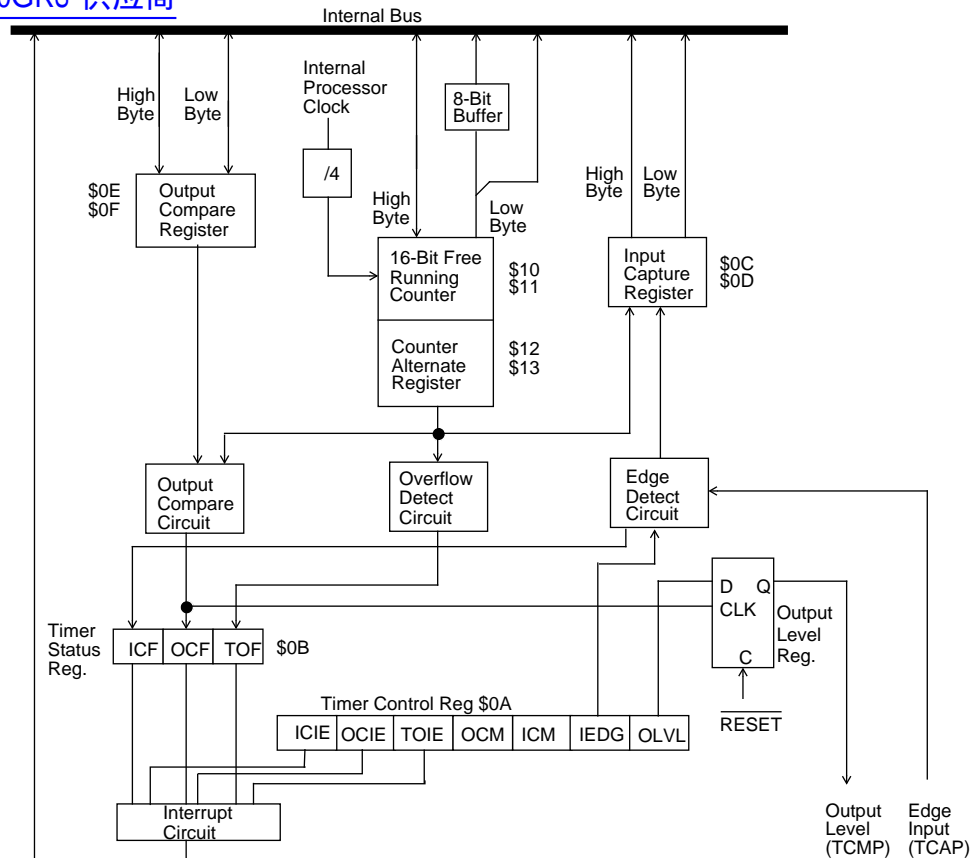 供应商
Internal Bus
High
Byte
Low
Byte
Internal
Processor
Clock
8-Bit
Buffer
/4
High
Byte
Low
Byte
High
Byte
Low
Byte
$0E
$0F
Output
Compare
Register
16-Bit Free
Running
Counter
$10
$11
Input
Capture
Register
$0C
$0D
Counter
Alternate
Register
$12
$13
Output
Compare
Circuit
Overflow
Detect
Circuit
Edge
Detect
Circuit
D Q
CLK
C
Output
Level
Reg.
RESET
Timer
Status
Reg.
ICF OCF TOF
$0B
Timer Control Reg $0A
ICIE OCIE TOIE OCM ICM IEDG OLVL
Interrupt
Circuit
Output
Level
(TCMP)
Edge
Input
(TCAP)